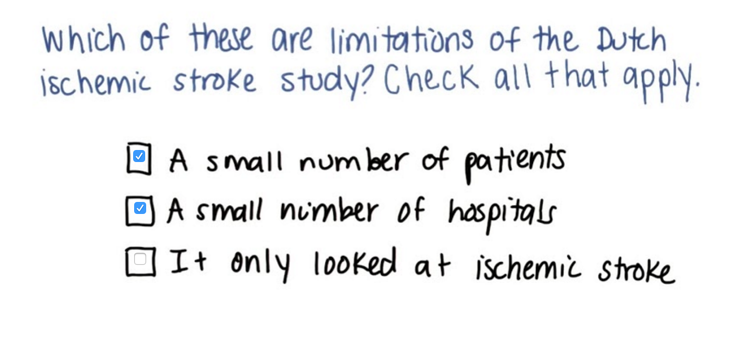 Which of these are limitations of the Dutch
ischemic stroke study? Check all that apply.
A small number of patients
A small number of hospitals
It only looked at ischemic stroke